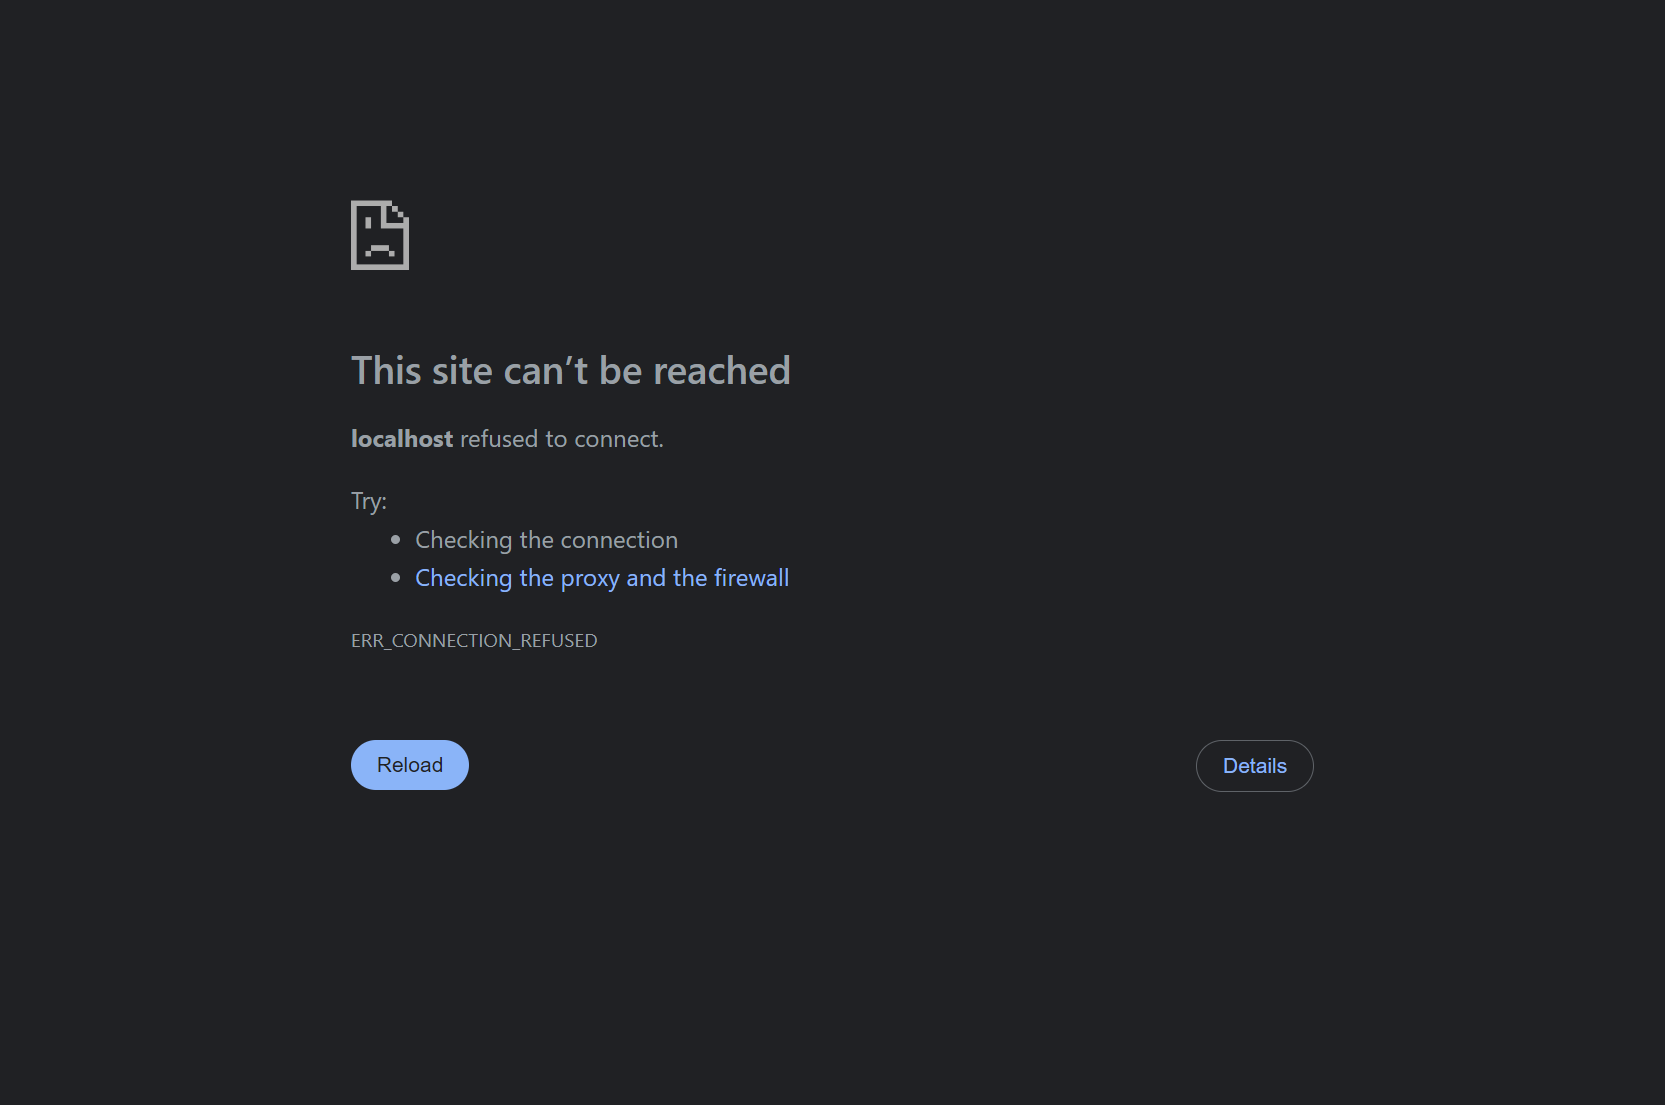 This site can’t be reached
localhost refused to connect.
Try:
Checking the connection
Checking the proxy and the firewall
ERR_CONNECTION_REFUSED
Reload
Details